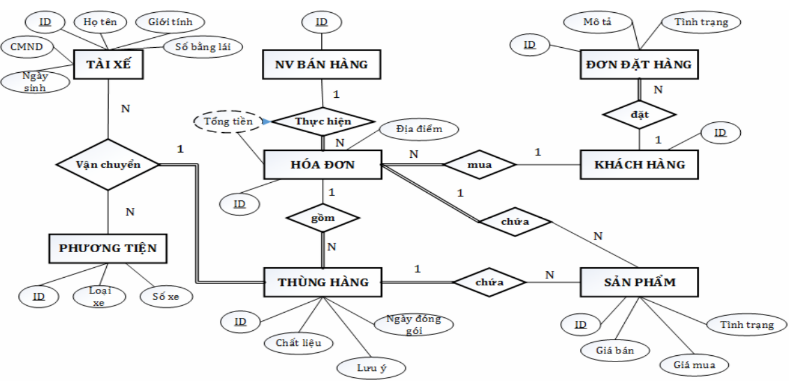 ID
Họ tên
Giới tính
CMND
Số bằng lái
Ngày
sinh
TÀI XẾ
ID
NV BÁN HÀNG
Mô tả
Tình trạng
ID
ĐƠN ĐẶT HÀNG
N
1
N
Tổng tiền
Thực hiện
đặt
Địa điểm
N
1
ID
Vận chuyển
1
HÓA ĐƠN
N
mua
1
KHÁCH HÀNG
ID
1
1
N
gồm
chứa
PHƯƠNG TIỆN
N
N
ID
Loại
xe
Số xe
THÙNG HÀNG
1
chứa
N
SẢN PHẨM
ID
Chất liệu
Lưu ý
Ngày đóng
gói
ID
Giá bán
Giá mua
Tình trạng